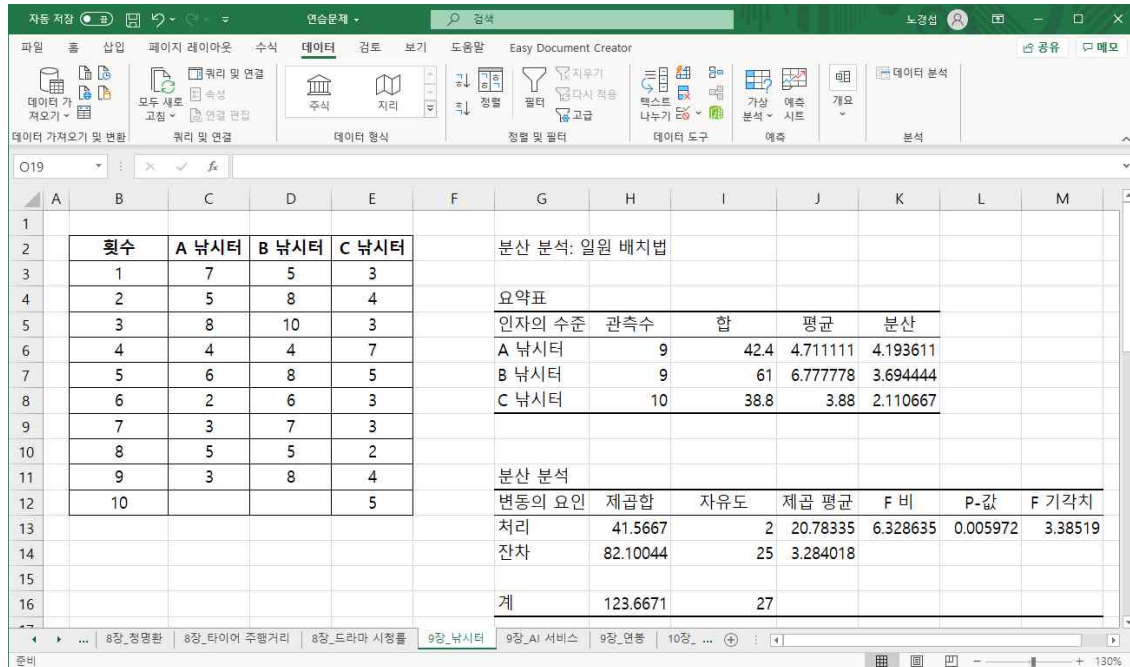 자동 저장 연습문제 검색 노경섭
파일 홈 삽입 페이지 레이아웃 수식 데이터 검토 보기 도움말 Easy Document Creator 공유 메모
데이터 가져오기 모두 새로 고침 쿼리 및 연결 속성 연결 편집 주식 지리 정렬 필터 지우기 다시 적용 고급 텍스트 나누기 가상 분석 예측 시트 개요 데이터 분석
데이터 가져오기 및 변환 쿼리 및 연결 데이터 형식 정렬 및 필터 데이터 도구 예측 분석
O19 fx
A B C D E F G H I J K L M
1
2 횟수 A 낚시터 B 낚시터 C 낚시터 분산 분석: 일원 배치법
3 1 7 5 3
4 2 5 8 4 요약표
5 3 8 10 3 인자의 수준 관측수 합 평균 분산
6 4 4 4 7 A 낚시터 9 42.4 4.711111 4.193611
7 5 6 8 5 B 낚시터 9 61 6.777778 3.694444
8 6 2 6 3 C 낚시터 10 38.8 3.88 2.110667
9 7 3 7 3
10 8 5 5 2
11 9 3 8 4 분산 분석
12 10 5 변동의 요인 제곱합 자유도 제곱 평균 F 비 P-값 F 기각치
13 처리 41.5667 2 20.78335 6.328635 0.005972 3.38519
14 잔차 82.10044 25 3.284018
15
16 계 123.6671 27
... 8장_청명환 8장_타이어 주행거리 8장_드라마 시청률 9장_낚시터 9장_AI 서비스 9장_연봉 10장_ ...
준비 130%